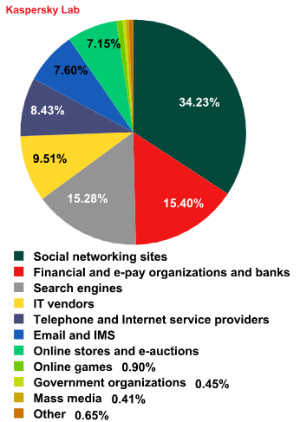 Kaspersky Lab
7.15%
7.60%
34.23%
8.43%
9.51%
15.28%
15.40%
Social networking sites
Financial and e-pay organizations and banks
Search engines
IT vendors
Telephone and Internet service providers
Email and IMS
Online stores and e-auctions
Online games 0.90%
Government organizations 0.45%
Mass media 0.41%
Other 0.65%